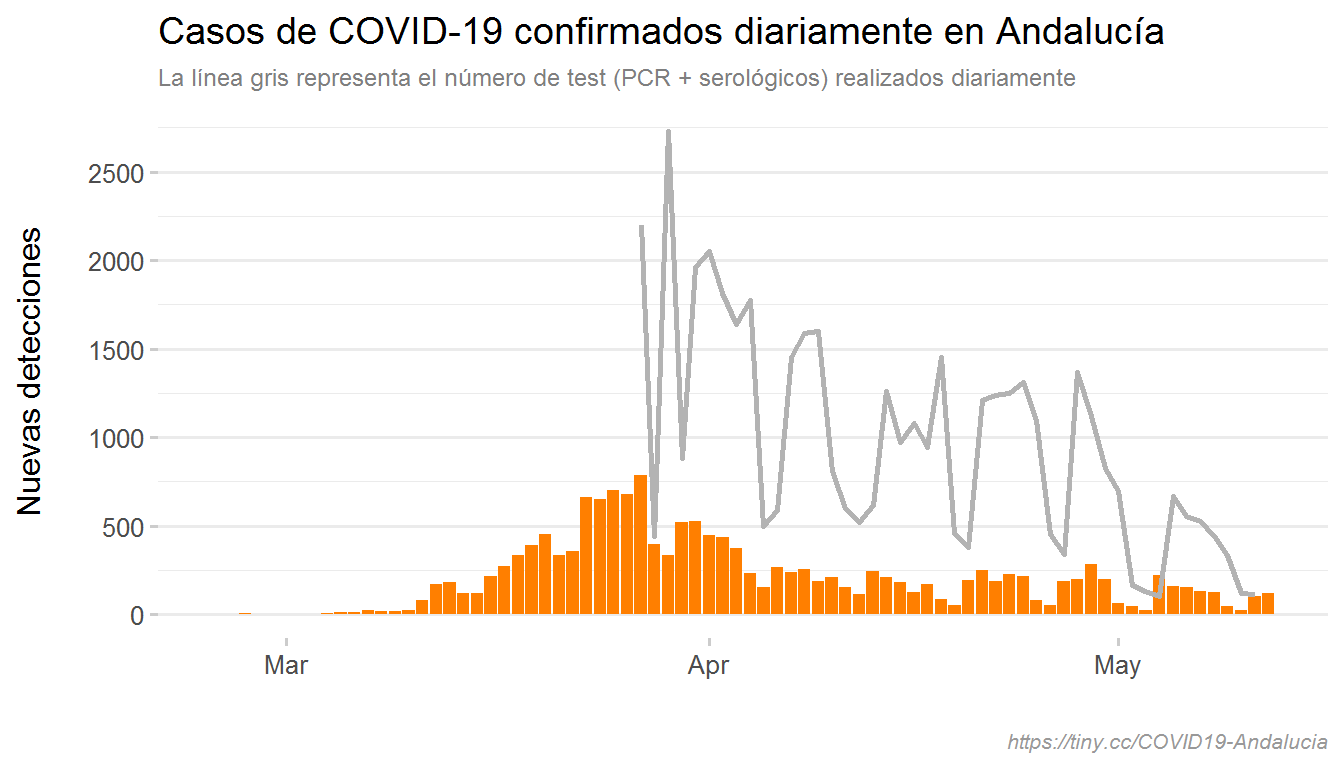 Casos de COVID-19 confirmados diariamente en Andalucía
La línea gris representa el número de test (PCR + serológicos) realizados diariamente
Nuevas detecciones
2500
2000
1500
1000
500
0
Mar Apr May
https://tiny.cc/COVID19-Andalucia